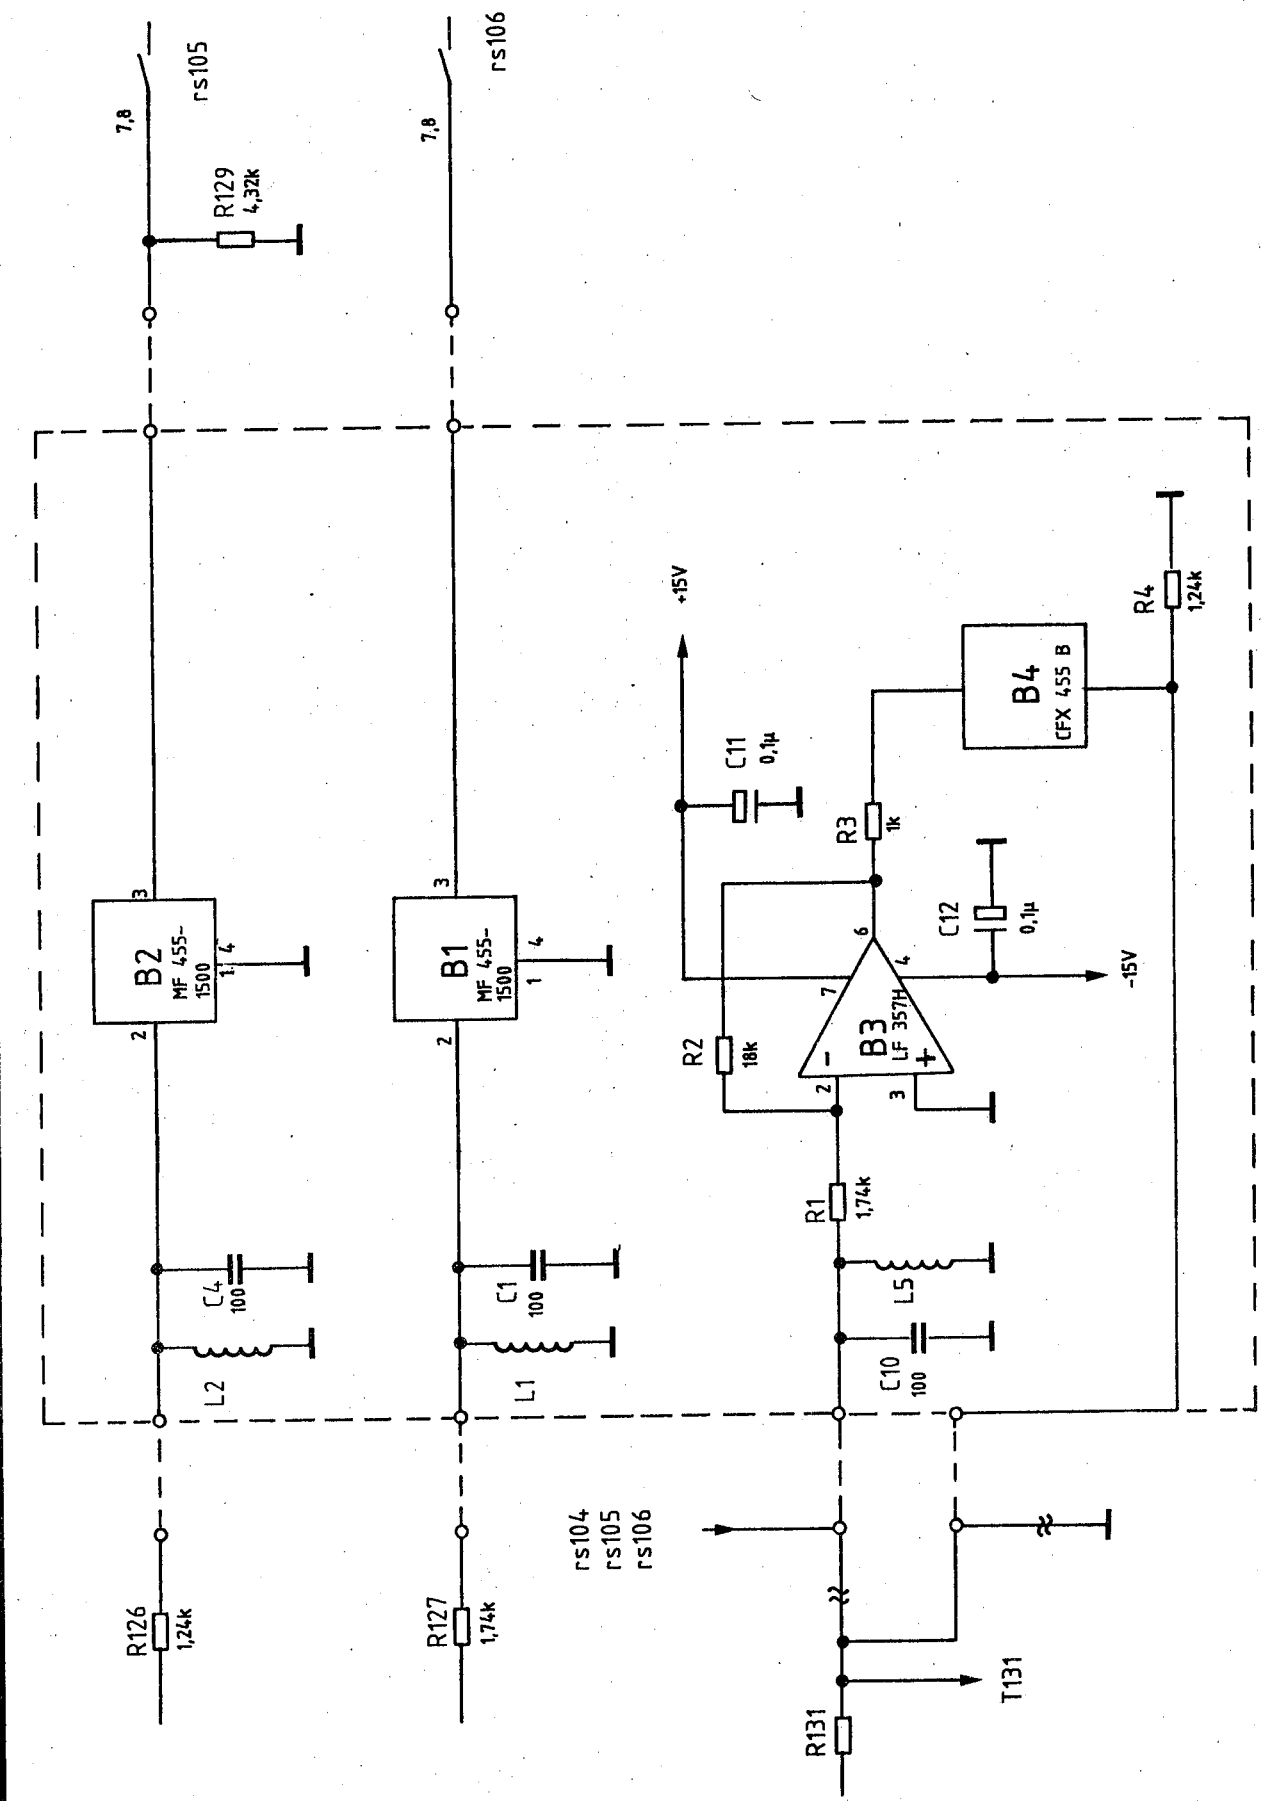 R126
1,24k
L2
C4
100
2
B2
MF 455-
1500
1 4
3
R129
4,32k
7,8
rs105
R127
1,74k
L1
C1
100
2
B1
MF 455-
1500
1 4
3
7,8
rs106
rs104
rs105
rs106
R131
T131
C10
100
L5
R1
1,74k
R2
18k
2
3
-
+
B3
LF 357H
7
4
6
-15V
C12
0,1µ
C11
0,1µ
+15V
R3
1k
B4
CFX 455 B
R4
1,24k